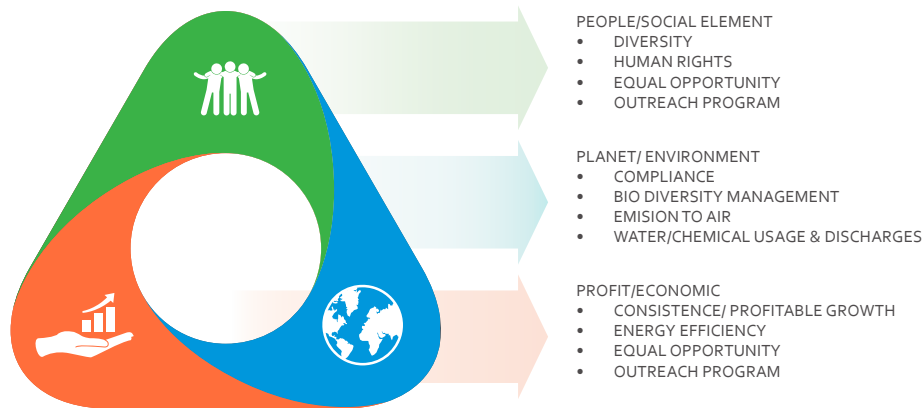 PEOPLE/SOCIAL ELEMENT
• DIVERSITY
• HUMAN RIGHTS
• EQUAL OPPORTUNITY
• OUTREACH PROGRAM
PLANET/ ENVIRONMENT
• COMPLIANCE
• BIO DIVERSITY MANAGEMENT
• EMISION TO AIR
• WATER/CHEMICAL USAGE & DISCHARGES
PROFIT/ECONOMIC
• CONSISTENCE/ PROFITABLE GROWTH
• ENERGY EFFICIENCY
• EQUAL OPPORTUNITY
• OUTREACH PROGRAM